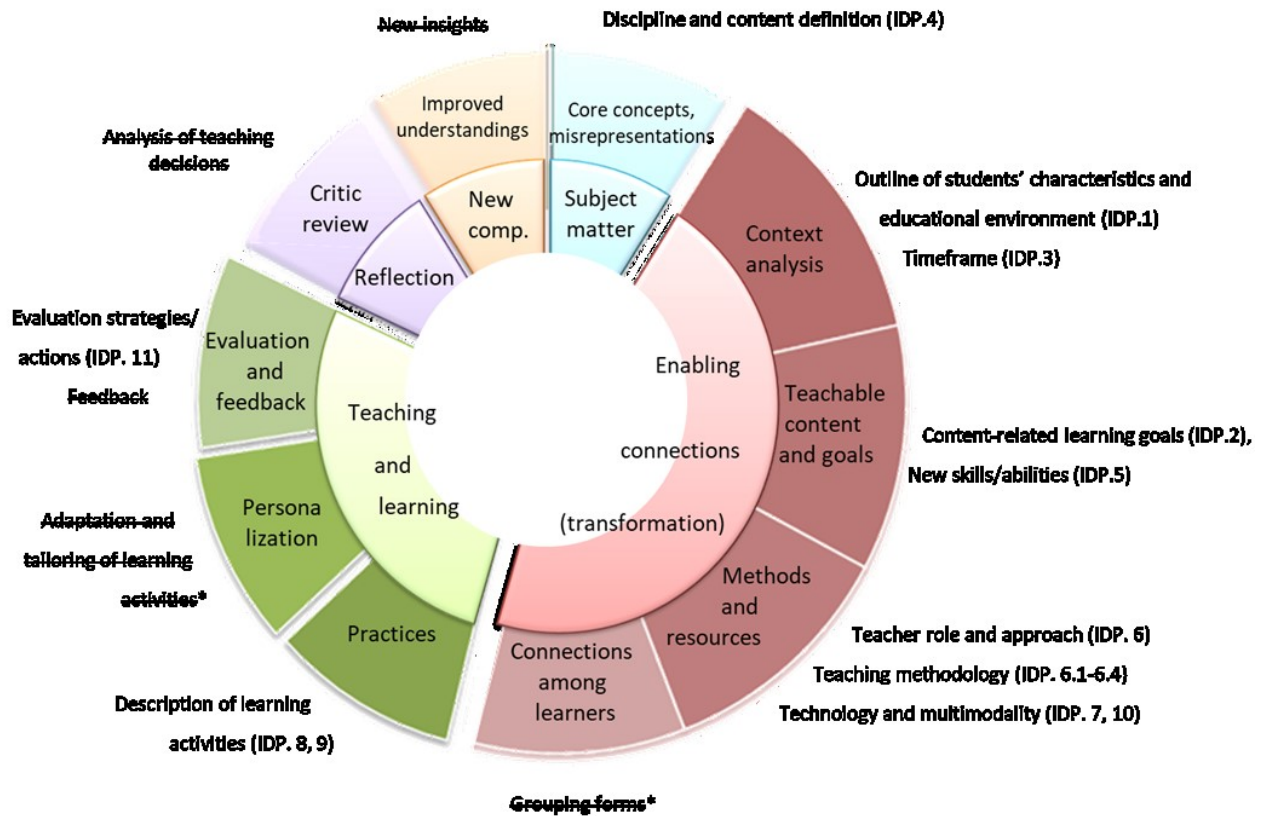 New insights
Discipline and content definition (IDP.4)
Improved
understandings
Core concepts,
misrepresentations
Analysis of teaching
decisions
Critic
review
New
comp.
Subject
matter
Outline of students’ characteristics and
educational environment (IDP.1)
Timeframe (IDP.3)
Context
analysis
Reflection
Evaluation strategies/
actions (IDP. 11)
Feedback
Evaluation
and
feedback
Teaching
and
learning
Enabling
connections
(transformation)
Teachable
content
and goals
Content-related learning goals (IDP.2),
New skills/abilities (IDP.5)
Adaptation and
tailoring of learning
activities*
Persona
lization
Methods
and
resources
Teacher role and approach (IDP. 6)
Teaching methodology (IDP. 6.1-6.4)
Technology and multimodality (IDP. 7, 10)
Practices
Connections
among
learners
Description of learning
activities (IDP. 8, 9)
Grouping forms*